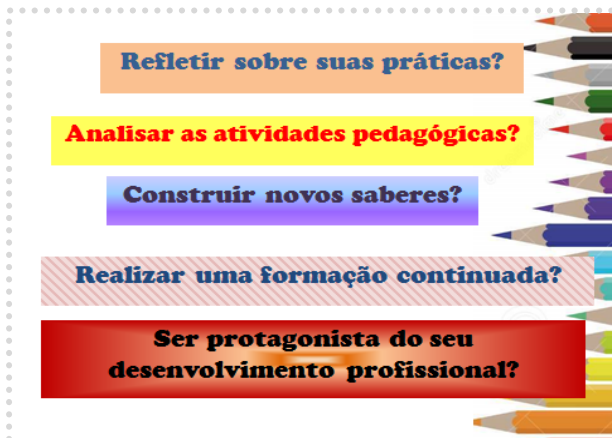 Refletir sobre suas práticas?
Analisar as atividades pedagógicas?
Construir novos saberes?
Realizar uma formação continuada?
Ser protagonista do seu
desenvolvimento profissional?